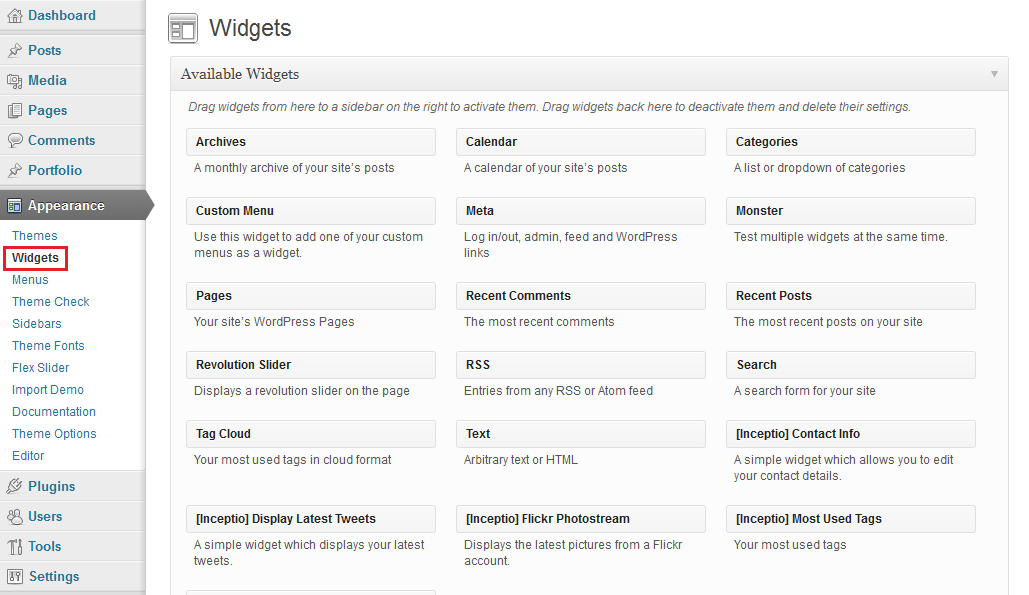 Dashboard
Posts
Media
Pages
Comments
Portfolio
Appearance
Themes
Widgets
Menus
Theme Check
Sidebars
Theme Fonts
Flex Slider
Import Demo
Documentation
Theme Options
Editor
Plugins
Users
Tools
Settings
Widgets
Available Widgets
Drag widgets from here to a sidebar on the right to activate them. Drag widgets back here to deactivate them and delete their settings.
Archives
A monthly archive of your site's posts
Calendar
A calendar of your site's posts
Categories
A list or dropdown of categories
Custom Menu
Use this widget to add one of your custom
menus as a widget.
Meta
Log in/out, admin, feed and WordPress
links
Monster
Test multiple widgets at the same time.
Pages
Your site's WordPress Pages
Recent Comments
The most recent comments
Recent Posts
The most recent posts on your site
Revolution Slider
Displays a revolution slider on the page
RSS
Entries from any RSS or Atom feed
Search
A search form for your site
Tag Cloud
Your most used tags in cloud format
Text
Arbitrary text or HTML
[Inceptio] Contact Info
A simple widget which allows you to edit
your contact details.
[Inceptio] Display Latest Tweets
A simple widget which displays your latest
tweets.
[Inceptio] Flickr Photostream
Displays the latest pictures from a Flickr
account.
[Inceptio] Most Used Tags
Your most used tags